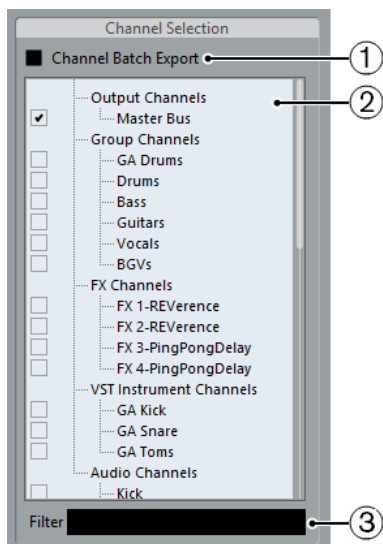 Channel Selection
Channel Batch Export
1
2
Output Channels
Master Bus
Group Channels
GA Drums
Drums
Bass
Guitars
Vocals
BGVs
FX Channels
FX 1-REVerence
FX 2-REVerence
FX 3-PingPongDelay
FX 4-PingPongDelay
VST Instrument Channels
GA Kick
GA Snare
GA Toms
Audio Channels
Kick
Filter
3